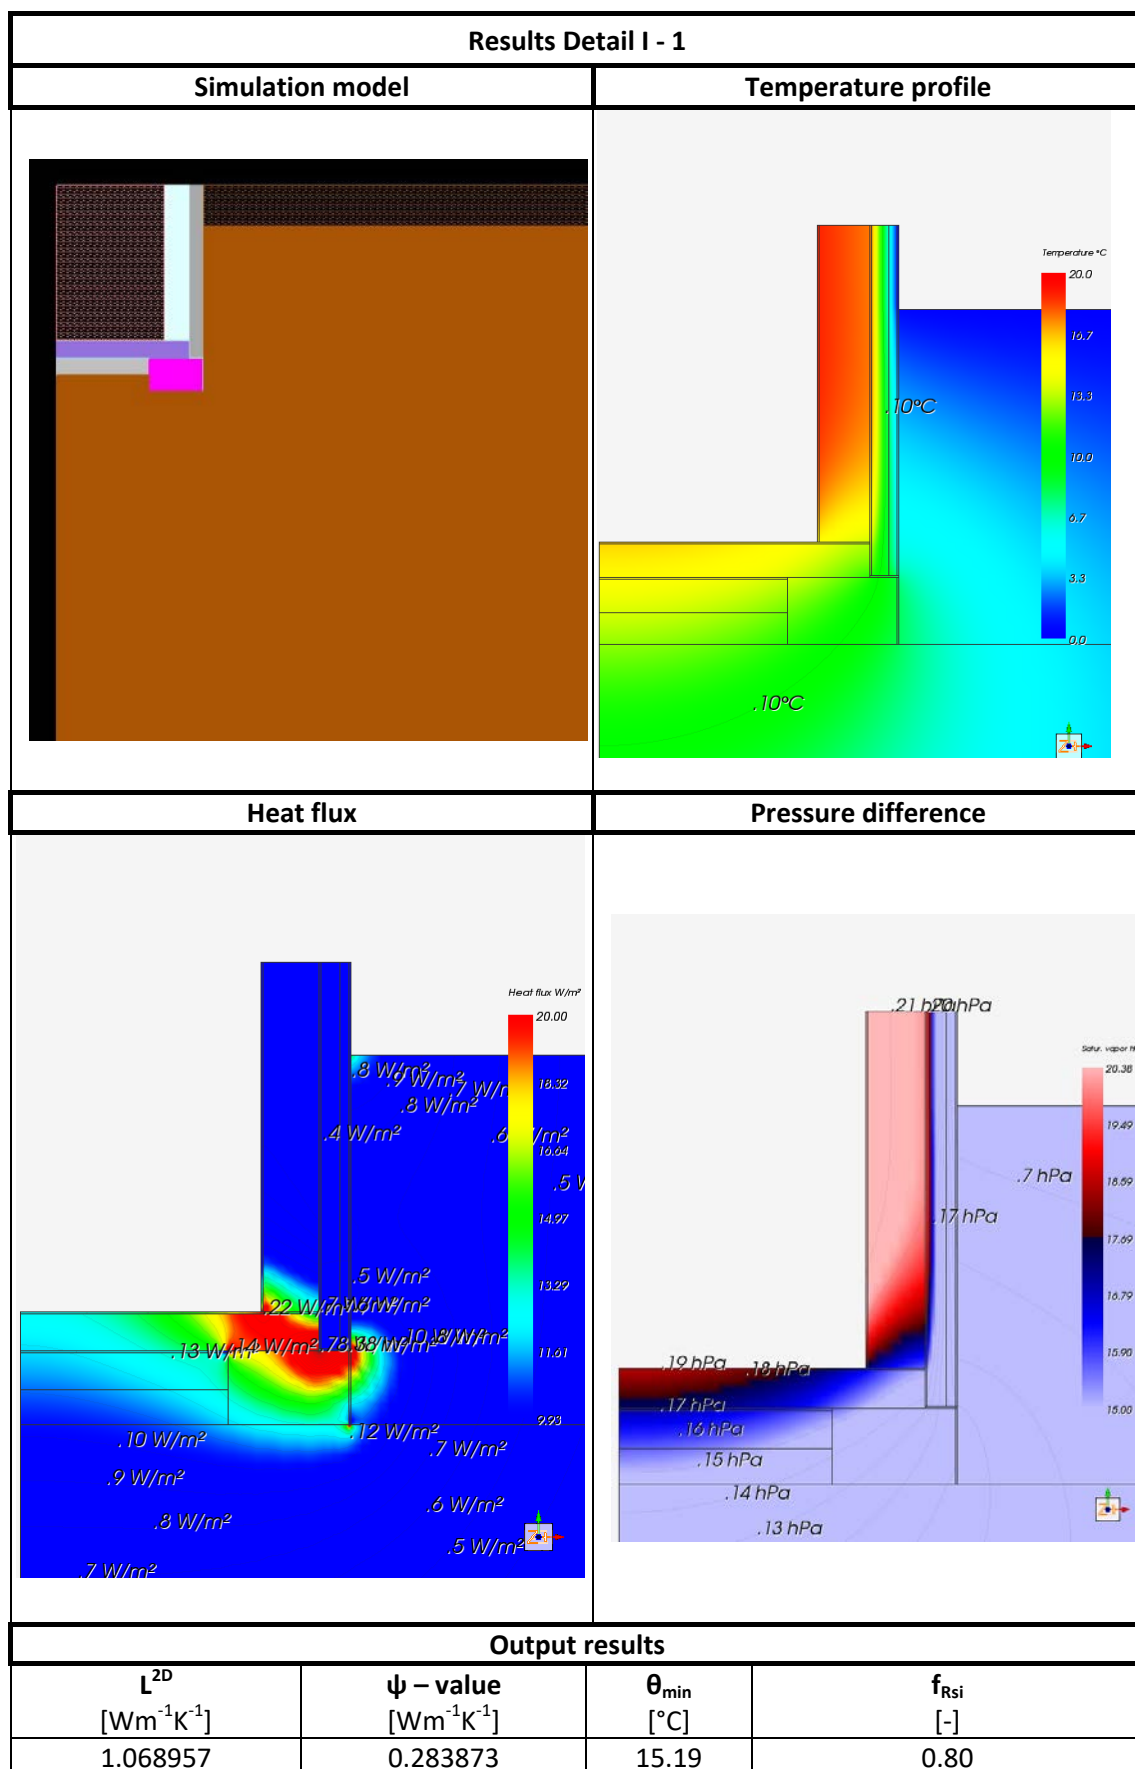 Results Detail I - 1
Simulation model
Temperature profile
Temperature °C
20.0
16.7
13.3
10.0
6.7
3.3
0.0
.10°C
.10°C
Heat flux
Pressure difference
Heat flux W/m²
20.00
18.32
16.64
14.97
13.29
11.61
9.93
.8 W/m²
.9 W/m²
.8 W/m²
.4 W/m²
.5 W/m²
.13 W/m²
.14 W/m²
.12 W/m²
.10 W/m²
.7 W/m²
.9 W/m²
.6 W/m²
.8 W/m²
.5 W/m²
.7 W/m²
.21 hPa
Satur. vapor
20.38
19.49
18.59
17.69
16.79
15.90
15.00
.7 hPa
.17 hPa
.19 hPa
.18 hPa
.17 hPa
.16 hPa
.15 hPa
.14 hPa
.13 hPa
Output results
L²ᴰ
ψ – value
θmin
fRsi
[Wm⁻¹K⁻¹]
[Wm⁻¹K⁻¹]
[°C]
[-]
1.068957
0.283873
15.19
0.80